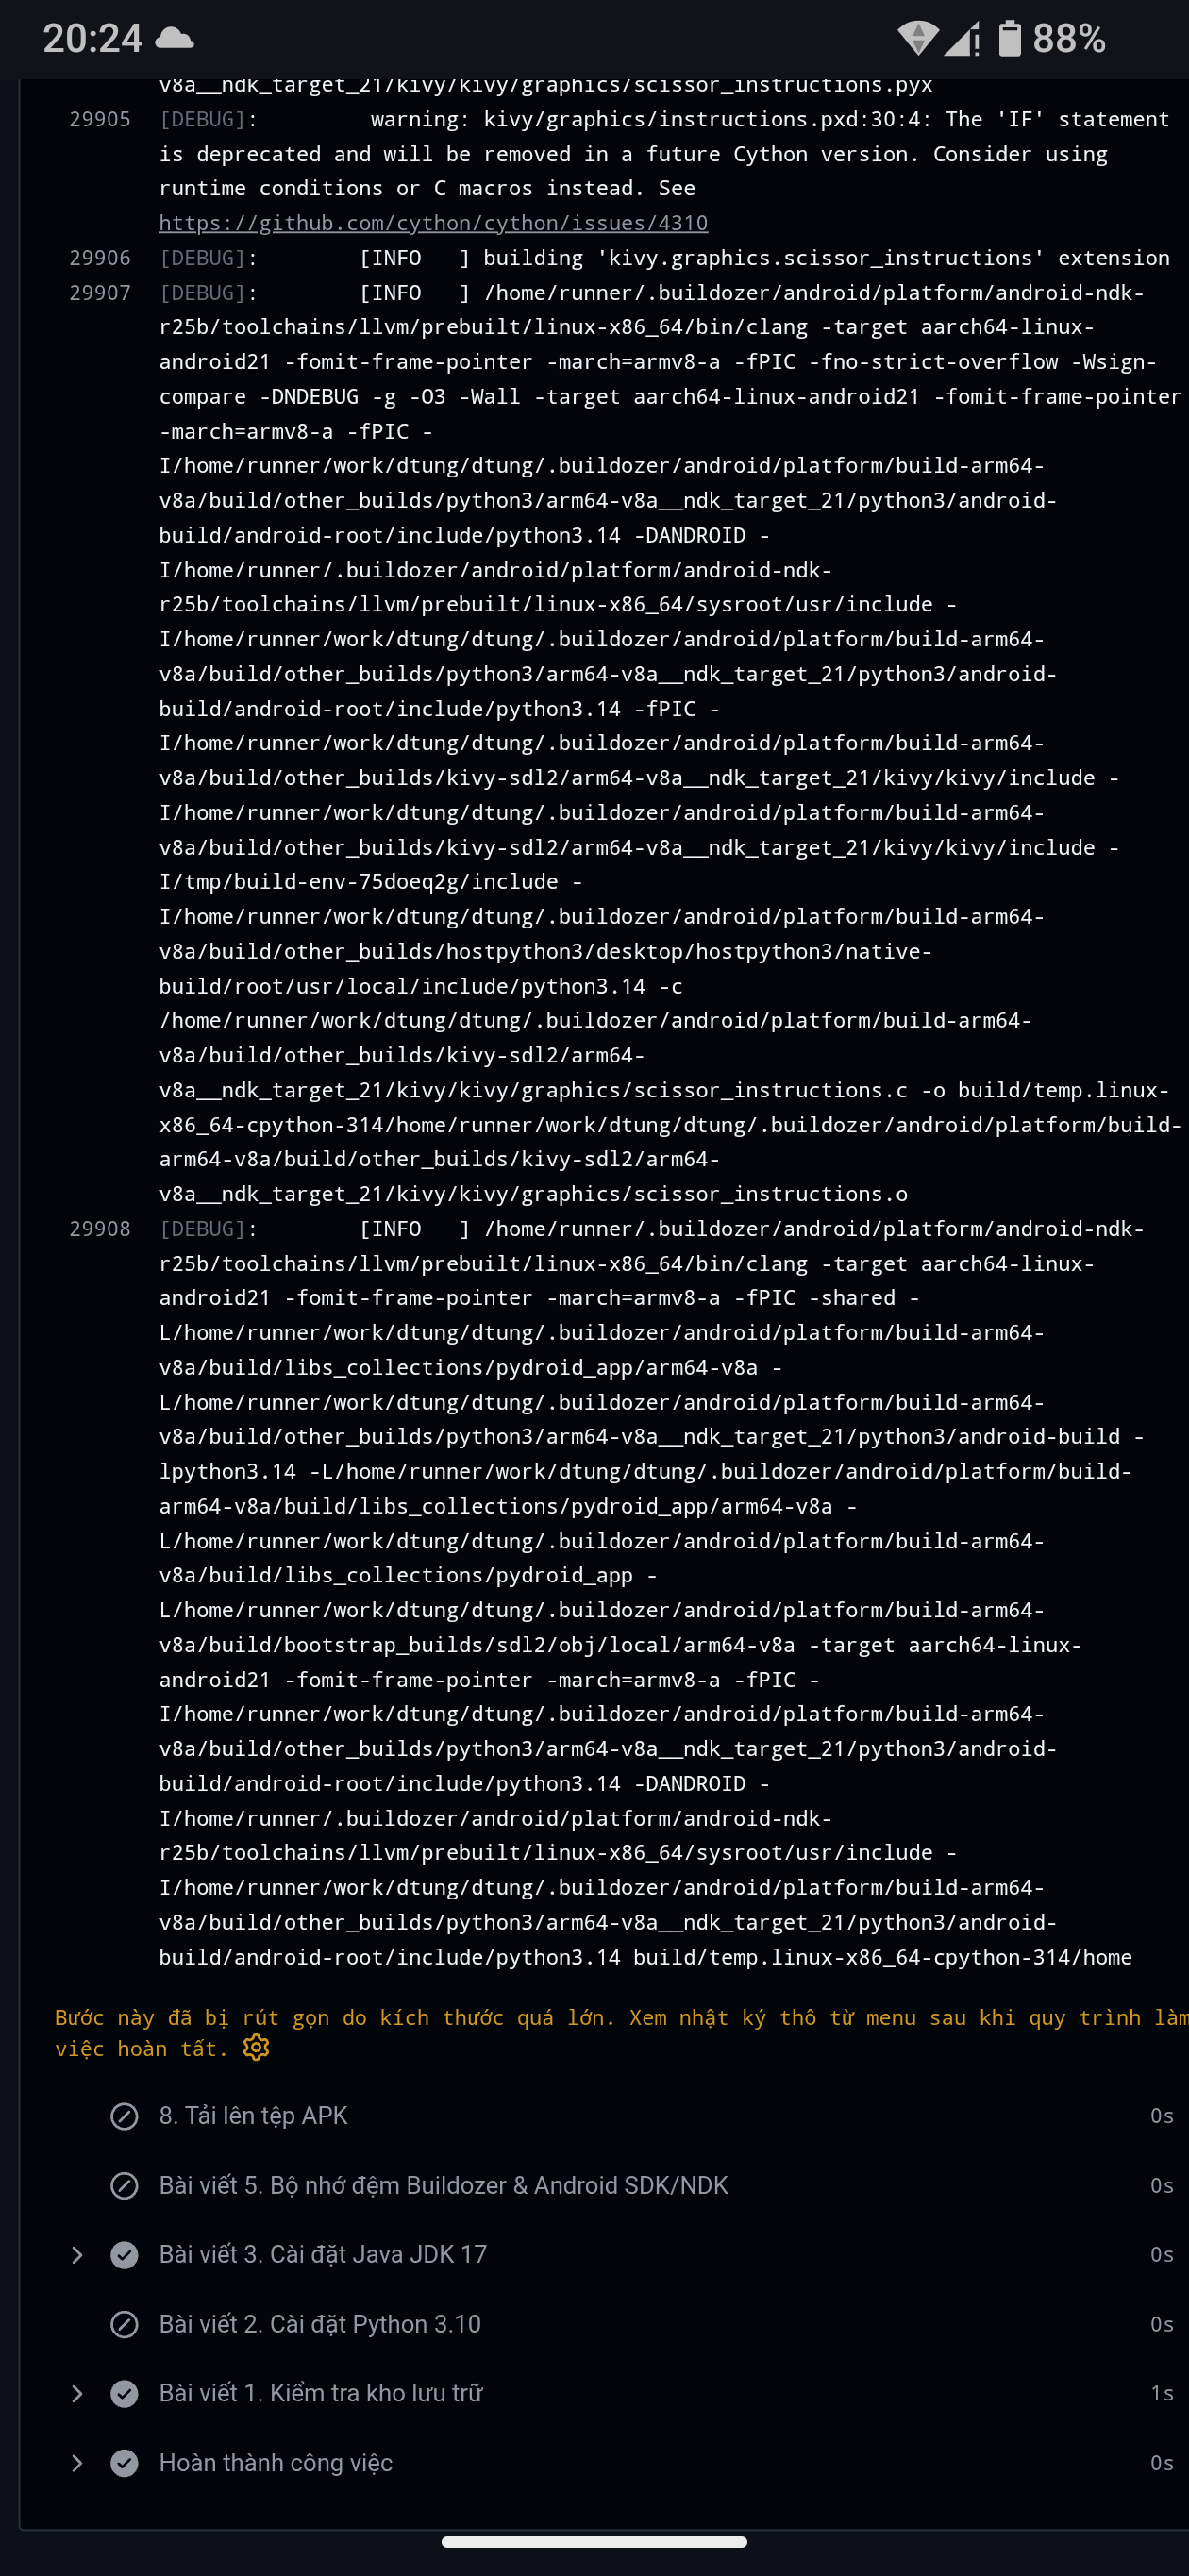 20:24 88%
v8a__ndk_target_21/kivy/kivy/graphics/scissor_instructions.pyx
29905 [DEBUG]: warning: kivy/graphics/instructions.pxd:30:4: The 'IF' statement
is deprecated and will be removed in a future Cython version. Consider using
runtime conditions or C macros instead. See
https://github.com/cython/cython/issues/4310
29906 [DEBUG]: [INFO ] building 'kivy.graphics.scissor_instructions' extension
29907 [DEBUG]: [INFO ] /home/runner/.buildozer/android/platform/android-ndk-
r25b/toolchains/llvm/prebuilt/linux-x86_64/bin/clang -target aarch64-linux-
android21 -fomit-frame-pointer -march=armv8-a -fPIC -fno-strict-overflow -Wsign-
compare -DNDEBUG -g -O3 -Wall -target aarch64-linux-android21 -fomit-frame-pointer
-march=armv8-a -fPIC -
I/home/runner/work/dtung/dtung/.buildozer/android/platform/build-arm64-
v8a/build/other_builds/python3/arm64-v8a__ndk_target_21/python3/android-
build/android-root/include/python3.14 -DANDROID -
I/home/runner/.buildozer/android/platform/android-ndk-
r25b/toolchains/llvm/prebuilt/linux-x86_64/sysroot/usr/include -
I/home/runner/work/dtung/dtung/.buildozer/android/platform/build-arm64-
v8a/build/other_builds/python3/arm64-v8a__ndk_target_21/python3/android-
build/android-root/include/python3.14 -fPIC -
I/home/runner/work/dtung/dtung/.buildozer/android/platform/build-arm64-
v8a/build/other_builds/kivy-sdl2/arm64-v8a__ndk_target_21/kivy/kivy/include -
I/home/runner/work/dtung/dtung/.buildozer/android/platform/build-arm64-
v8a/build/other_builds/kivy-sdl2/arm64-v8a__ndk_target_21/kivy/kivy/include -
I/tmp/build-env-75doeq2g/include -
I/home/runner/work/dtung/dtung/.buildozer/android/platform/build-arm64-
v8a/build/other_builds/hostpython3/desktop/hostpython3/native-
build/root/usr/local/include/python3.14 -c
/home/runner/work/dtung/dtung/.buildozer/android/platform/build-arm64-
v8a/build/other_builds/kivy-sdl2/arm64-
v8a__ndk_target_21/kivy/kivy/graphics/scissor_instructions.c -o build/temp.linux-
x86_64-cpython-314/home/runner/work/dtung/dtung/.buildozer/android/platform/build-
arm64-v8a/build/other_builds/kivy-sdl2/arm64-
v8a__ndk_target_21/kivy/kivy/graphics/scissor_instructions.o
29908 [DEBUG]: [INFO ] /home/runner/.buildozer/android/platform/android-ndk-
r25b/toolchains/llvm/prebuilt/linux-x86_64/bin/clang -target aarch64-linux-
android21 -fomit-frame-pointer -march=armv8-a -fPIC -shared -
L/home/runner/work/dtung/dtung/.buildozer/android/platform/build-arm64-
v8a/build/libs_collections/pydroid_app/arm64-v8a -
L/home/runner/work/dtung/dtung/.buildozer/android/platform/build-arm64-
v8a/build/other_builds/python3/arm64-v8a__ndk_target_21/python3/android-build -
lpython3.14 -L/home/runner/work/dtung/dtung/.buildozer/android/platform/build-
arm64-v8a/build/libs_collections/pydroid_app/arm64-v8a -
L/home/runner/work/dtung/dtung/.buildozer/android/platform/build-arm64-
v8a/build/libs_collections/pydroid_app -
L/home/runner/work/dtung/dtung/.buildozer/android/platform/build-arm64-
v8a/build/bootstrap_builds/sdl2/obj/local/arm64-v8a -target aarch64-linux-
android21 -fomit-frame-pointer -march=armv8-a -fPIC -
I/home/runner/work/dtung/dtung/.buildozer/android/platform/build-arm64-
v8a/build/other_builds/python3/arm64-v8a__ndk_target_21/python3/android-
build/android-root/include/python3.14 -DANDROID -
I/home/runner/.buildozer/android/platform/android-ndk-
r25b/toolchains/llvm/prebuilt/linux-x86_64/sysroot/usr/include -
I/home/runner/work/dtung/dtung/.buildozer/android/platform/build-arm64-
v8a/build/other_builds/python3/arm64-v8a__ndk_target_21/python3/android-
build/android-root/include/python3.14 build/temp.linux-x86_64-cpython-314/home
Bước này đã bị rút gọn do kích thước quá lớn. Xem nhật ký thô từ menu sau khi quy trình làm
việc hoàn tất.
8. Tải lên tệp APK 0s
Bài viết 5. Bộ nhớ đệm Buildozer & Android SDK/NDK 0s
Bài viết 3. Cài đặt Java JDK 17 0s
Bài viết 2. Cài đặt Python 3.10 0s
Bài viết 1. Kiểm tra kho lưu trữ 1s
Hoàn thành công việc 0s